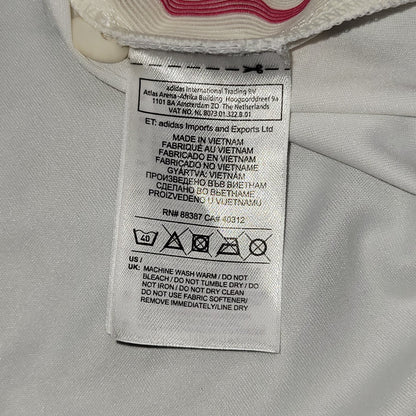 adidas International Trading BV
Atlas Arena-Africa Building Hoogoorddreef 9a
1101 BA Amsterdam ZO The Netherlands
VAT NO. NL 8073.01.322.B.01
ET: adidas Imports and Exports Ltd
MADE IN VIETNAM
FABRIQUÉ AU VIETNAM
FABRICADO EN VIETNAM
FABRICADO NO VIETNAM
GYÁRTVA: VIETNÁM
ПРОИЗВЕДЕНО ВЪВ ВИЕТНАМ
СДЕЛАНО ВО ВЬЕТНАМЕ
PROIZVEDENO U VIJETNAMU
RN# 88387 CA# 40312
40
US /
UK: MACHINE WASH WARM / DO NOT
BLEACH / DO NOT TUMBLE DRY / DO
NOT IRON / DO NOT DRY CLEAN
DO NOT USE FABRIC SOFTENER/
REMOVE IMMEDIATELY/LINE DRY